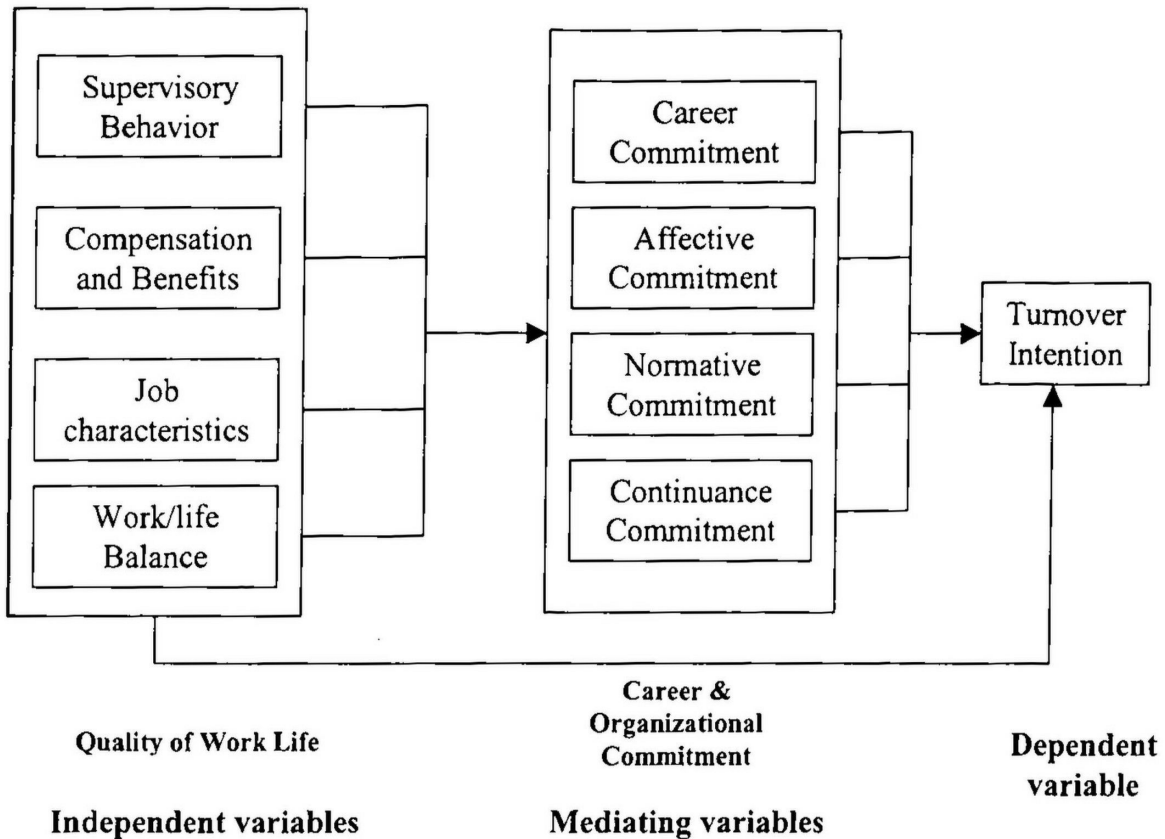 Supervisory
Behavior
Compensation
and Benefits
Job
characteristics
Work/life
Balance
Career
Commitment
Affective
Commitment
Normative
Commitment
Continuance
Commitment
Turnover
Intention
Quality of Work Life
Career &
Organizational
Commitment
Dependent
variable
Independent variables
Mediating variables